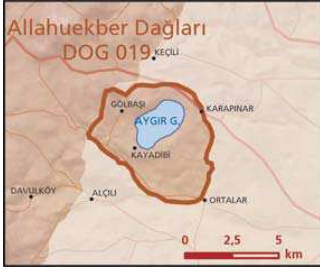 Allahuekber Dağları
DOG 019
KEÇİLİ
GÖLBAŞI
KARAPINAR
AYGIR G.
KAYADİBİ
DAVULKÖY
ALÇILI
ORTALAR
0 2,5 5
km